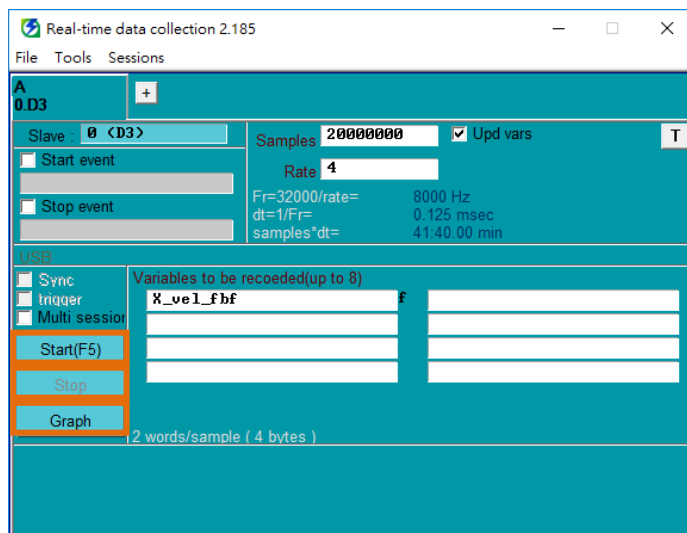 Real-time data collection 2.185
File Tools Sessions
A
0.D3
+
Slave : 0 (D3)
Samples 20000000
Upd vars
T
Start event
Rate 4
Stop event
Fr=32000/rate= 8000 Hz
dt=1/Fr= 0.125 msec
samples*dt= 41:40.00 min
USB
Sync
trigger
Multi session
Variables to be recoeded(up to 8)
X_vel_fbf f
Start(F5)
Stop
Graph
2 words/sample ( 4 bytes )